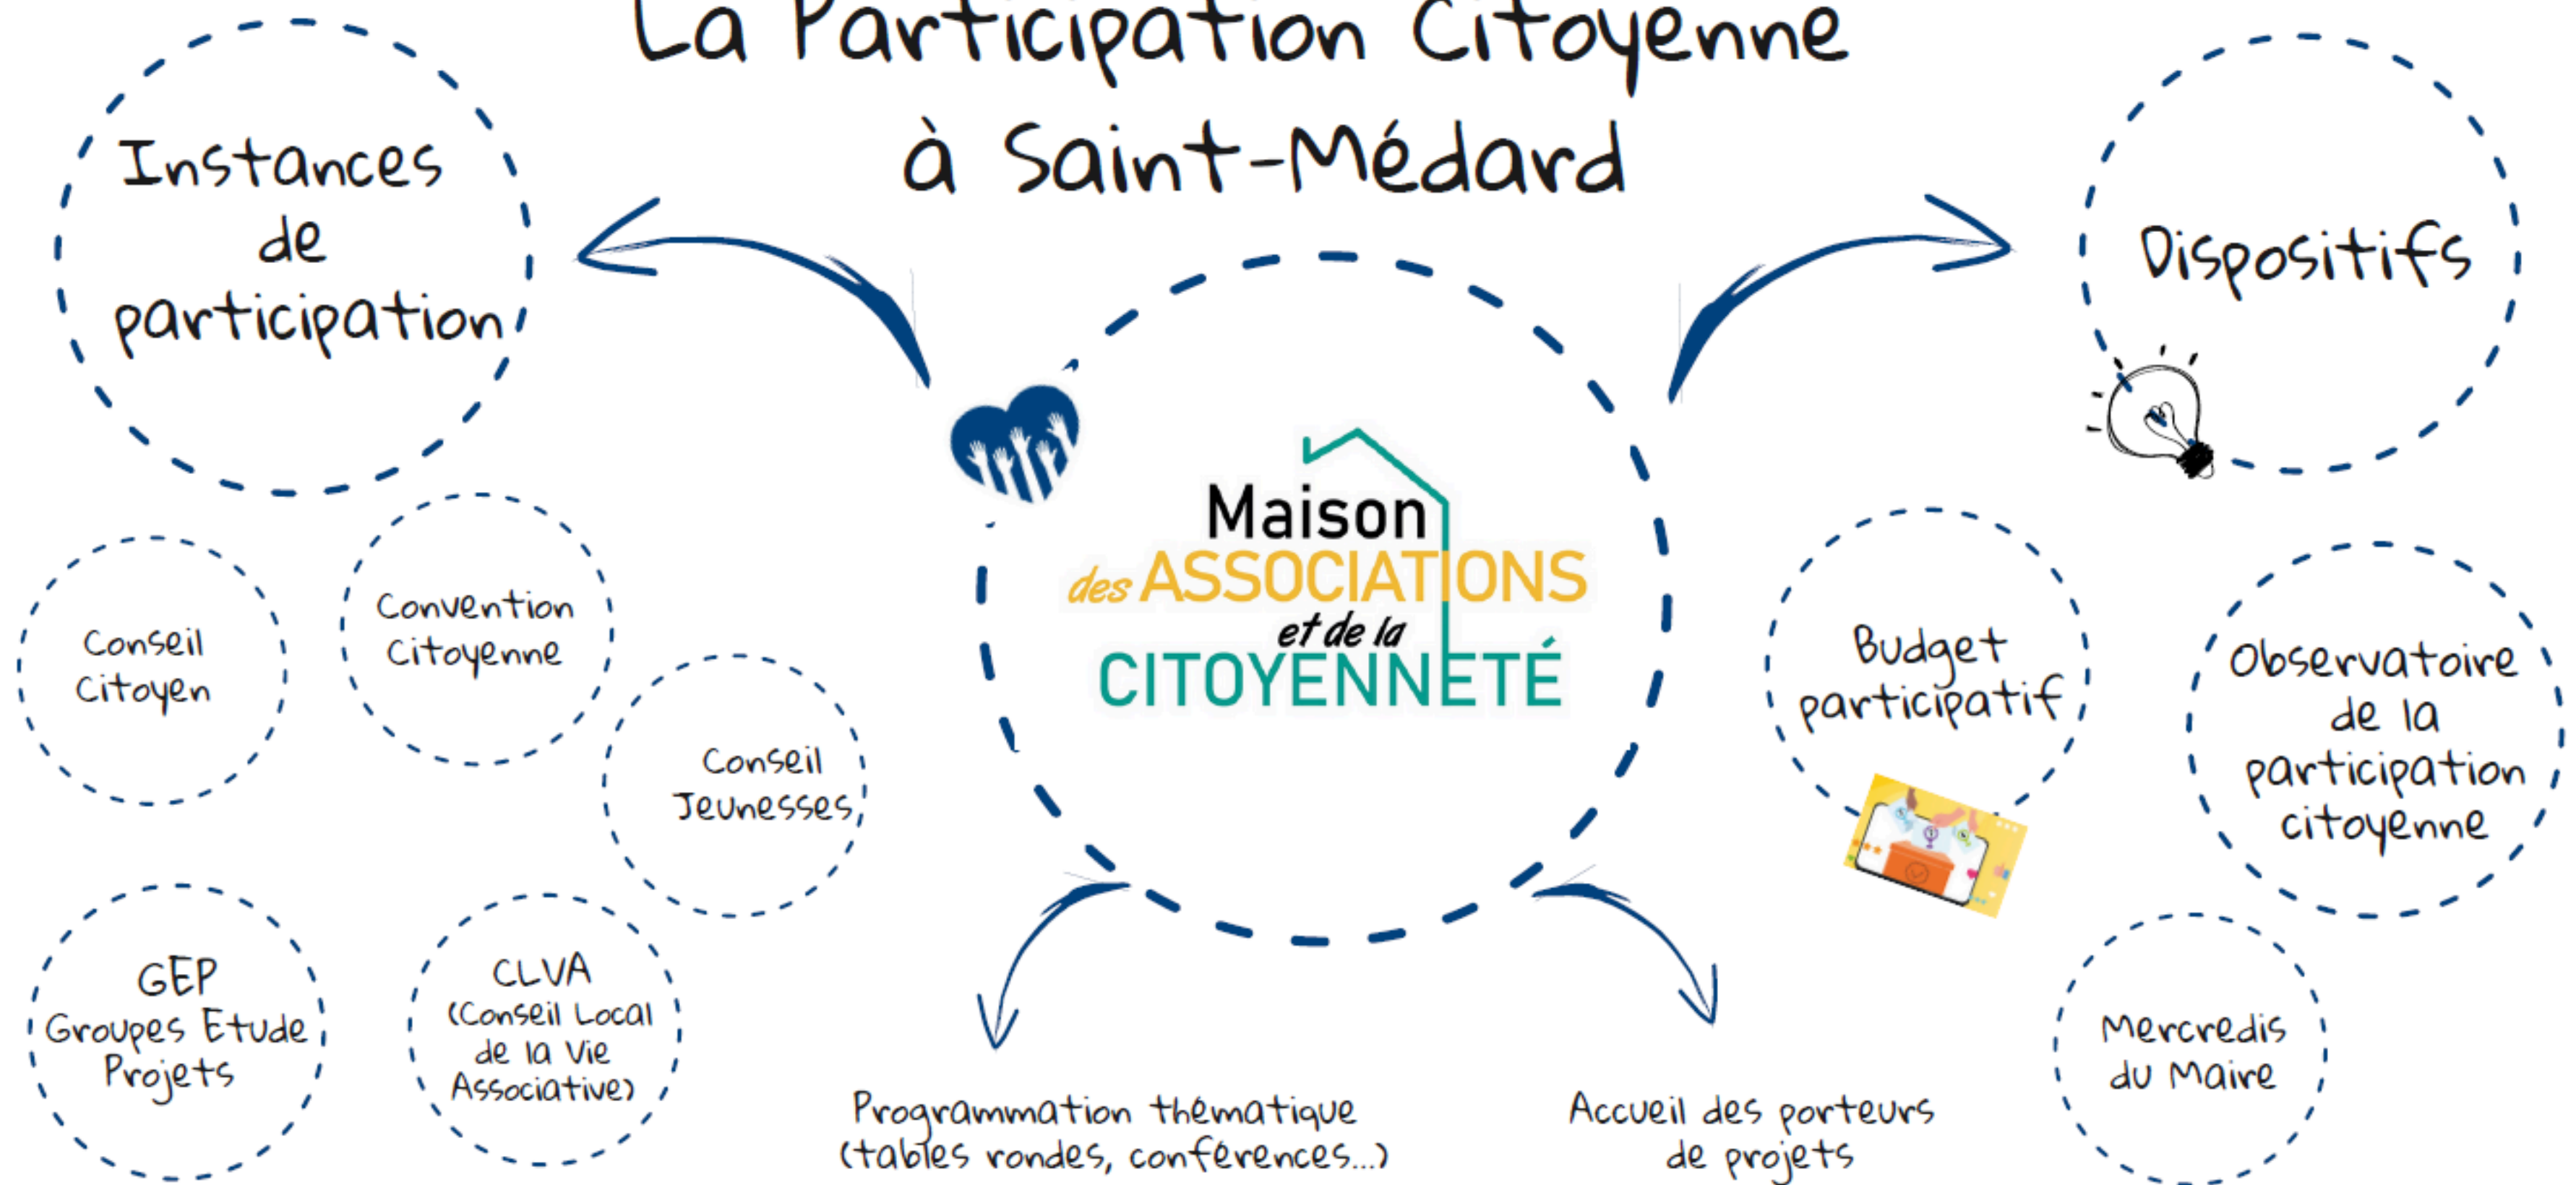 La Participation Citoyenne
à Saint-Médard
Instances
de
participation
Conseil
Citoyen
Convention
Citoyenne
Conseil
Jeunesses
GEP
Groupes Etude
Projets
CLVA
(Conseil Local
de la Vie
Associative)
Maison
des ASSOCIATIONS
et de la
CITOYENNETÉ
Programmation thématique
(tables rondes, conférences...)
Accueil des porteurs
de projets
Dispositifs
Budget
participatif
Observatoire
de la
participation
citoyenne
Mercredis
du Maire